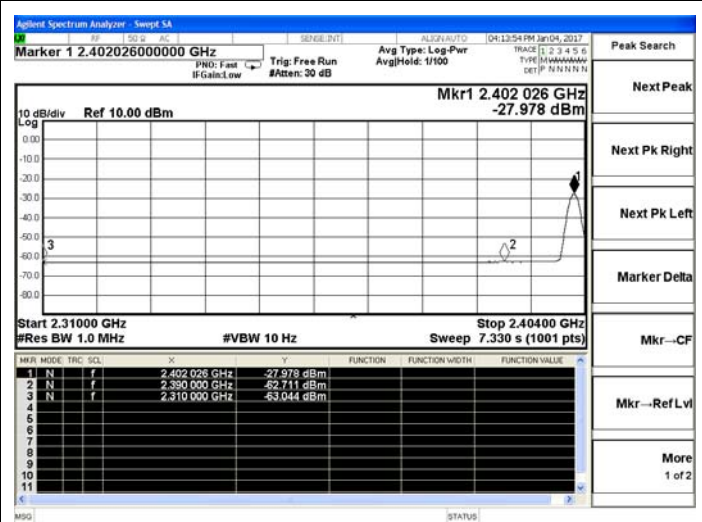 Agilent Spectrum Analyzer - Swept SA
LXI RF 50 Ω AC SENSE:INT ALIGN AUTO 04:13:54 PM Jan 04, 2017
Marker 1 2.402026000000 GHz
PNO: Fast
IFGain:Low
Trig: Free Run
#Atten: 30 dB
Avg Type: Log-Pwr
Avg|Hold: 1/100
TRACE 1 2 3 4 5 6
TYPE MWWWWW
DET P N N N N N
Peak Search
Next Peak
Next Pk Right
Next Pk Left
Marker Delta
Mkr→CF
Mkr→Ref Lvl
More
1 of 2
Mkr1 2.402 026 GHz
-27.978 dBm
10 dB/div Ref 10.00 dBm
Log
0.00
-10.0
-20.0
-30.0
-40.0
-50.0
-60.0
-70.0
-80.0
1
2
3
Start 2.31000 GHz
Stop 2.40400 GHz
#Res BW 1.0 MHz
#VBW 10 Hz
Sweep 7.330 s (1001 pts)
MKR MODE TRC SCL X Y FUNCTION FUNCTION WIDTH FUNCTION VALUE
1 N f 2.402 026 GHz -27.978 dBm
2 N f 2.390 000 GHz -62.711 dBm
3 N f 2.310 000 GHz -63.044 dBm
4
5
6
7
8
9
10
11
MSG
STATUS